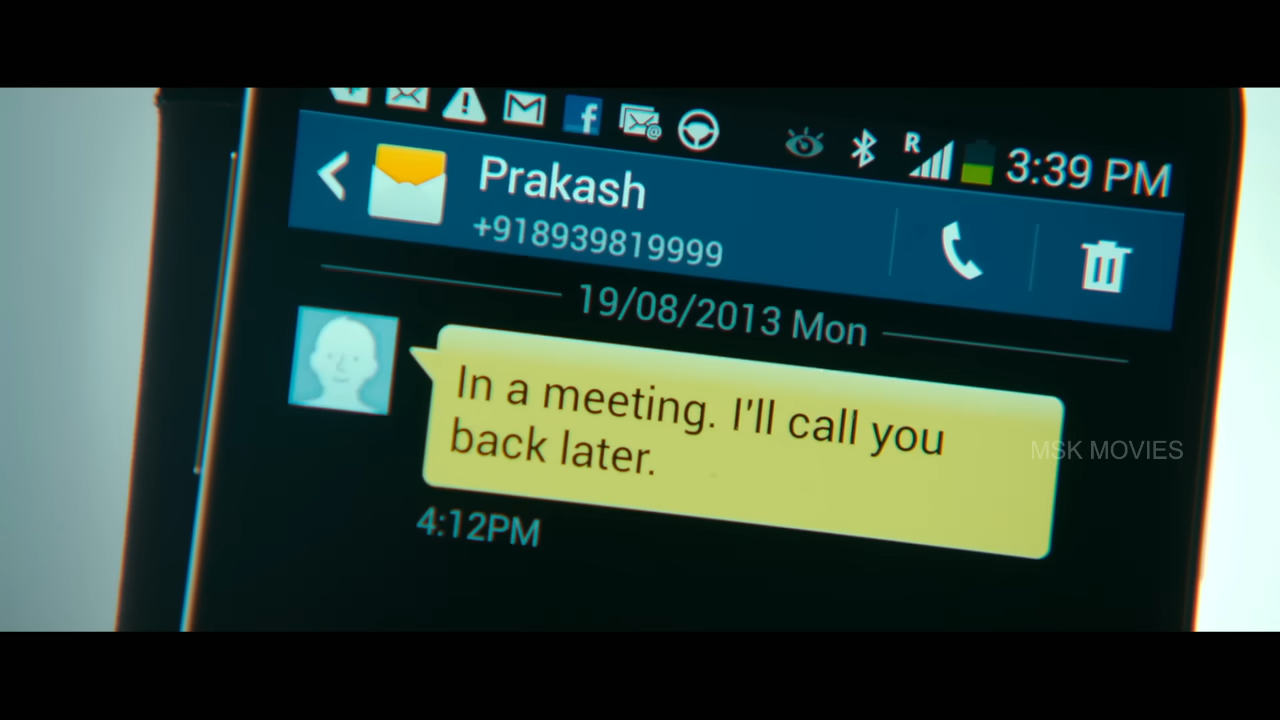 R 3:39 PM
Prakash
+918939819999
19/08/2013 Mon
In a meeting. I'll call you
back later.
MSK MOVIES
4:12PM